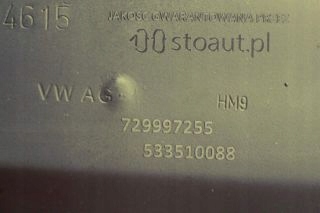 4615
JAKOŚĆ GWARANTOWANA PRZEZ
stoaut.pl
VW AG
HM9
729997255
533510088